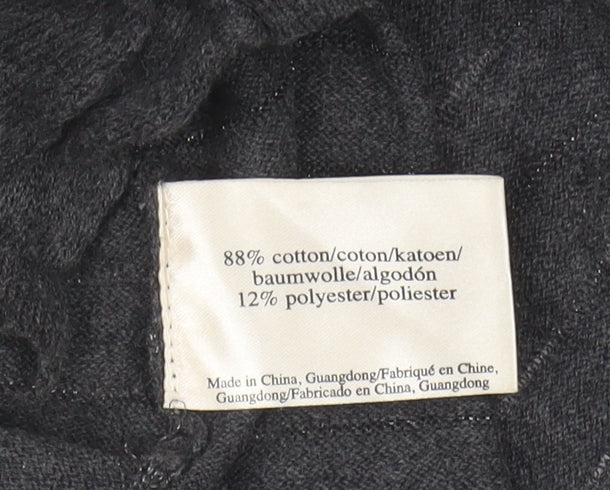 88% cotton/coton/katoen/
baumwolle/algodón
12% polyester/poliester
Made in China, Guangdong/Fabriqué en Chine,
Guangdong/Fabricado en China, Guangdong